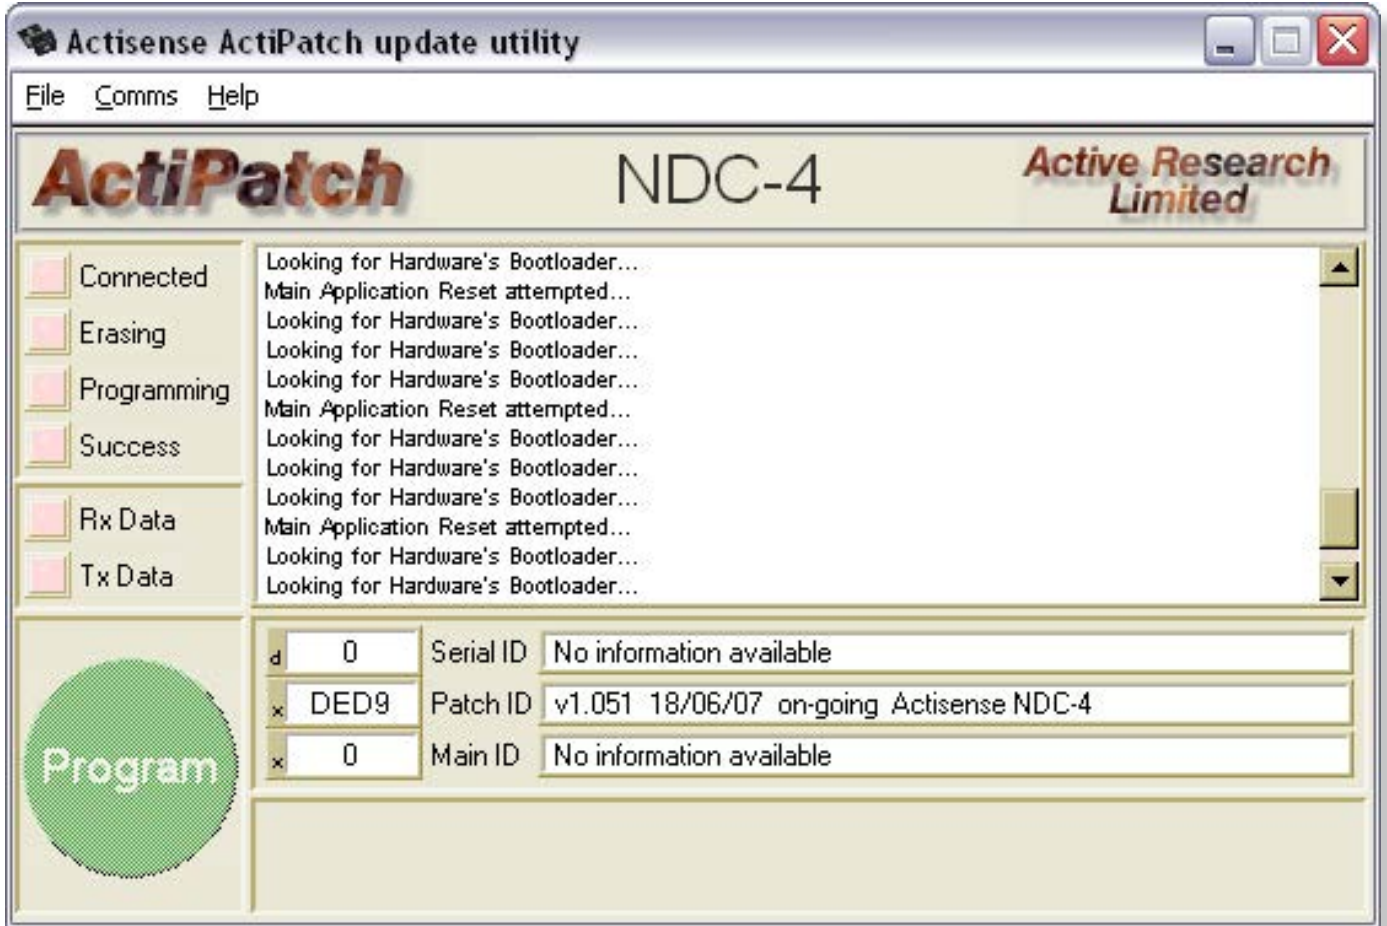 Actisense ActiPatch update utility
File Comms Help
ActiPatch
NDC-4
Active Research
Limited
Connected
Erasing
Programming
Success
Rx Data
Tx Data
Looking for Hardware's Bootloader...
Main Application Reset attempted...
Looking for Hardware's Bootloader...
Looking for Hardware's Bootloader...
Looking for Hardware's Bootloader...
Main Application Reset attempted...
Looking for Hardware's Bootloader...
Looking for Hardware's Bootloader...
Looking for Hardware's Bootloader...
Main Application Reset attempted...
Looking for Hardware's Bootloader...
Looking for Hardware's Bootloader...
Program
d 0 Serial ID No information available
x DED9 Patch ID v1.051 18/06/07 on-going Actisense NDC-4
x 0 Main ID No information available